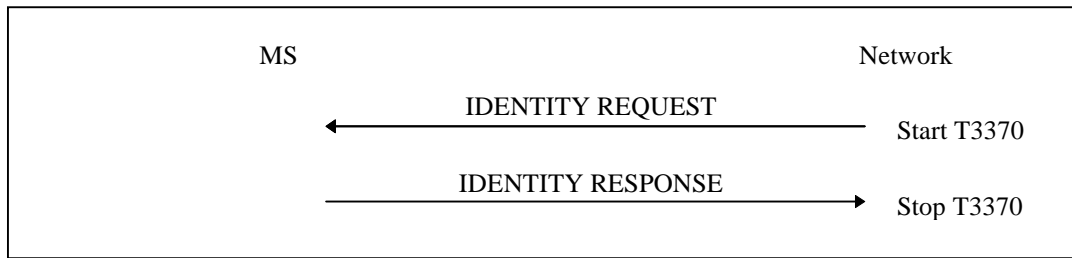 MS Network
IDENTITY REQUEST
Start T3370
IDENTITY RESPONSE
Stop T3370